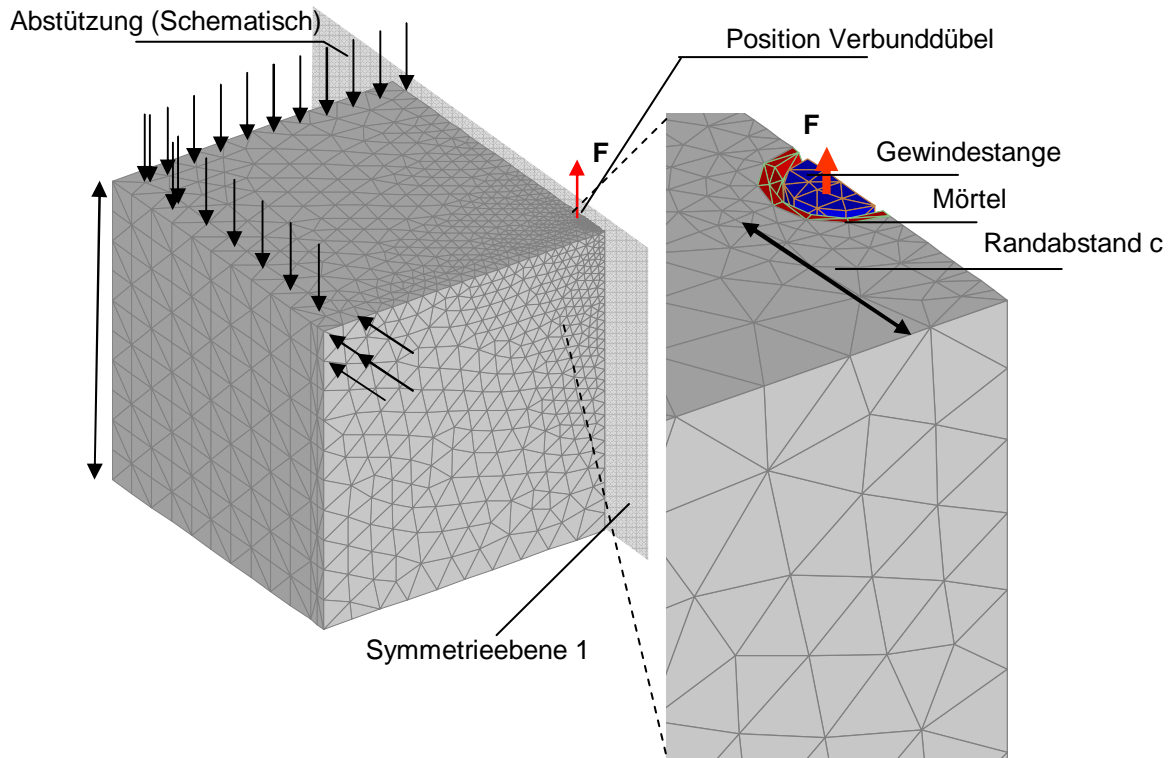 Abstützung (Schematisch)
Position Verbunddübel
F
F
Gewindestange
Mörtel
Randabstand c
Symmetrieebene 1